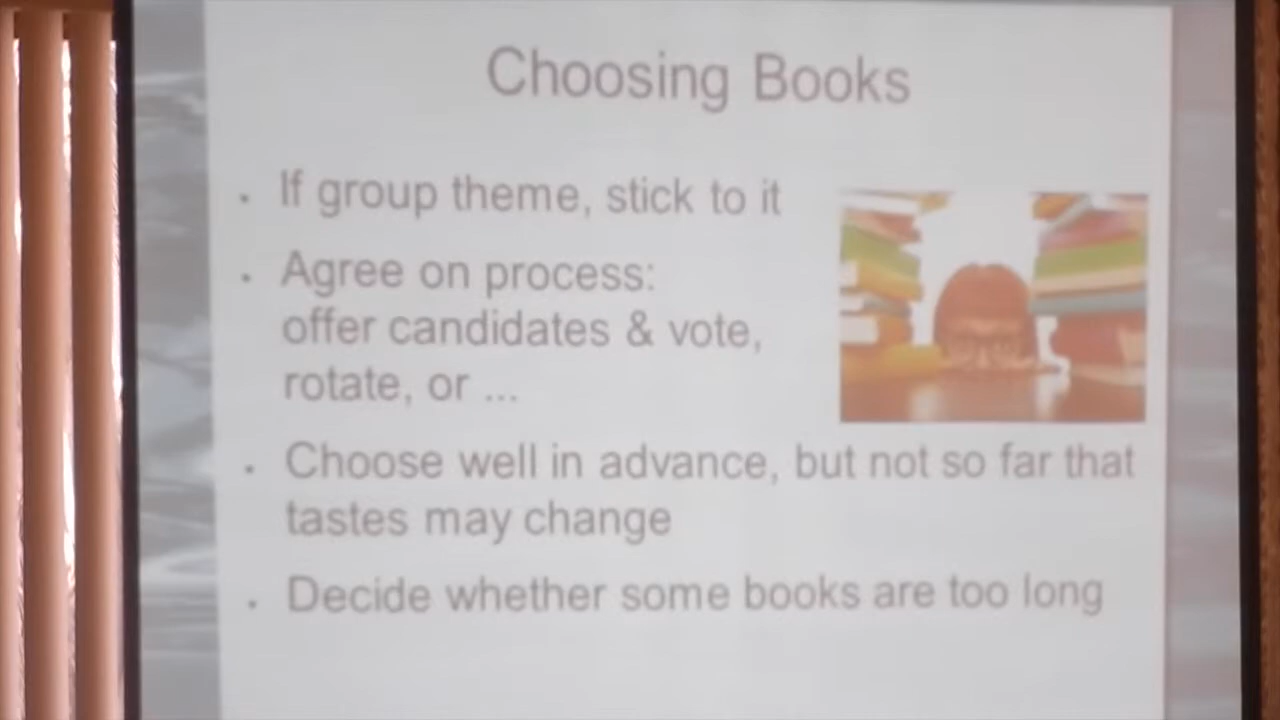 Choosing Books
· If group theme, stick to it
· Agree on process:
offer candidates & vote,
rotate, or ...
· Choose well in advance, but not so far that
tastes may change
· Decide whether some books are too long